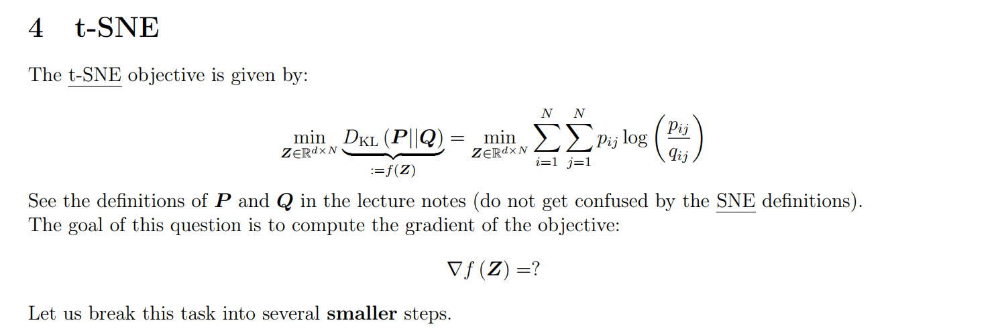 4 t-SNE
The t-SNE objective is given by:
$$\min_{\boldsymbol{Z} \in \mathbb{R}^{d \times N}} \underbrace{D_{\mathrm{KL}}\left(\boldsymbol{P} || \boldsymbol{Q}\right)}_{:=f(\boldsymbol{Z})} = \min_{\boldsymbol{Z} \in \mathbb{R}^{d \times N}} \sum_{i=1}^{N} \sum_{j=1}^{N} p_{ij} \log\left(\frac{p_{ij}}{q_{ij}}\right)$$
See the definitions of $\boldsymbol{P}$ and $\boldsymbol{Q}$ in the lecture notes (do not get confused by the SNE definitions).
The goal of this question is to compute the gradient of the objective:
$$\nabla f\left(\boldsymbol{Z}\right) = ?$$
Let us break this task into several smaller steps.